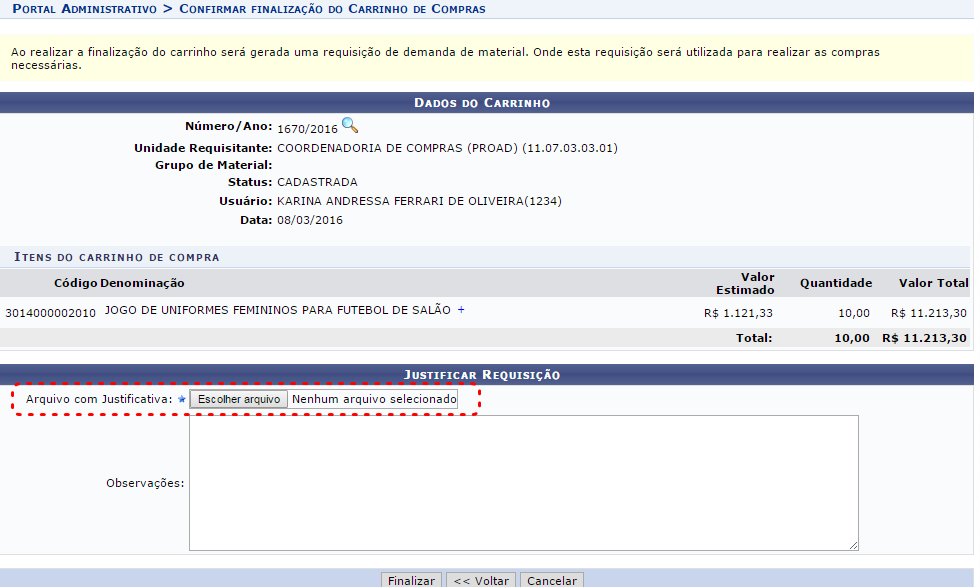 Portal Administrativo > Confirmar finalização do Carrinho de Compras
Ao realizar a finalização do carrinho será gerada uma requisição de demanda de material. Onde esta requisição será utilizada para realizar as compras
necessárias.
Dados do Carrinho
Número/Ano: 1670/2016
Unidade Requisitante: COORDENADORIA DE COMPRAS (PROAD) (11.07.03.03.01)
Grupo de Material:
Status: CADASTRADA
Usuário: KARINA ANDRESSA FERRARI DE OLIVEIRA(1234)
Data: 08/03/2016
Itens do carrinho de compra
Código Denominação Valor Estimado Quantidade Valor Total
3014000002010 JOGO DE UNIFORMES FEMININOS PARA FUTEBOL DE SALÃO + R$ 1.121,33 10,00 R$ 11.213,30
Total: 10,00 R$ 11.213,30
Justificar Requisição
Arquivo com Justificativa: Escolher arquivo Nenhum arquivo selecionado
Observações:
Finalizar << Voltar Cancelar